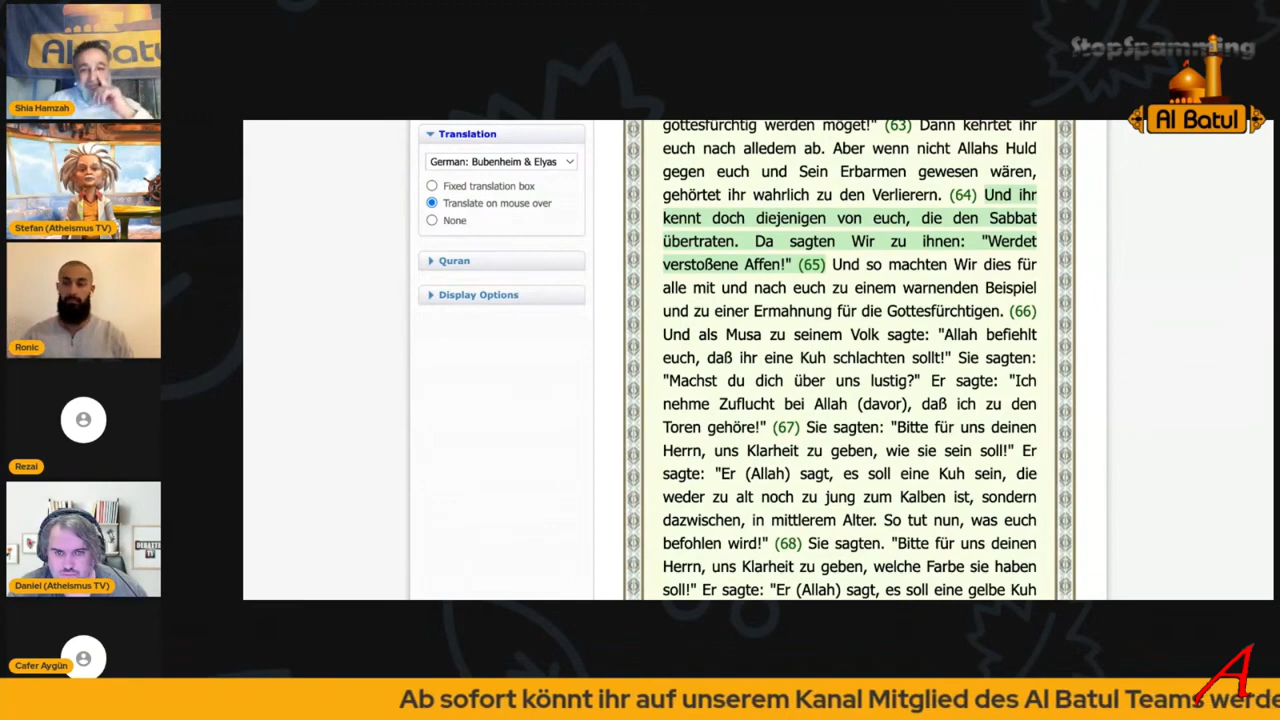 StopSpamming
Al Batul
Al Batul
Shia Hamzah
Stefan (Atheismus TV)
Ronic
Rezai
Daniel (Atheismus TV)
Cafer Aygün
Translation
German: Bubenheim & Elyas
Fixed translation box
Translate on mouse over
None
Quran
Display Options
gottesfürchtig werden möget!" (63) Dann kehrtet ihr
euch nach alledem ab. Aber wenn nicht Allahs Huld
gegen euch und Sein Erbarmen gewesen wären,
gehörtet ihr wahrlich zu den Verlierern. (64) Und ihr
kennt doch diejenigen von euch, die den Sabbat
übertraten. Da sagten Wir zu ihnen: "Werdet
verstoßene Affen!" (65) Und so machten Wir dies für
alle mit und nach euch zu einem warnenden Beispiel
und zu einer Ermahnung für die Gottesfürchtigen. (66)
Und als Musa zu seinem Volk sagte: "Allah befiehlt
euch, daß ihr eine Kuh schlachten sollt!" Sie sagten:
"Machst du dich über uns lustig?" Er sagte: "Ich
nehme Zuflucht bei Allah (davor), daß ich zu den
Toren gehöre!" (67) Sie sagten: "Bitte für uns deinen
Herrn, uns Klarheit zu geben, wie sie sein soll!" Er
sagte: "Er (Allah) sagt, es soll eine Kuh sein, die
weder zu alt noch zu jung zum Kalben ist, sondern
dazwischen, in mittlerem Alter. So tut nun, was euch
befohlen wird!" (68) Sie sagten. "Bitte für uns deinen
Herrn, uns Klarheit zu geben, welche Farbe sie haben
soll!" Er sagte: "Er (Allah) sagt, es soll eine gelbe Kuh
Ab sofort könnt ihr auf unserem Kanal Mitglied des Al Batul Teams werde